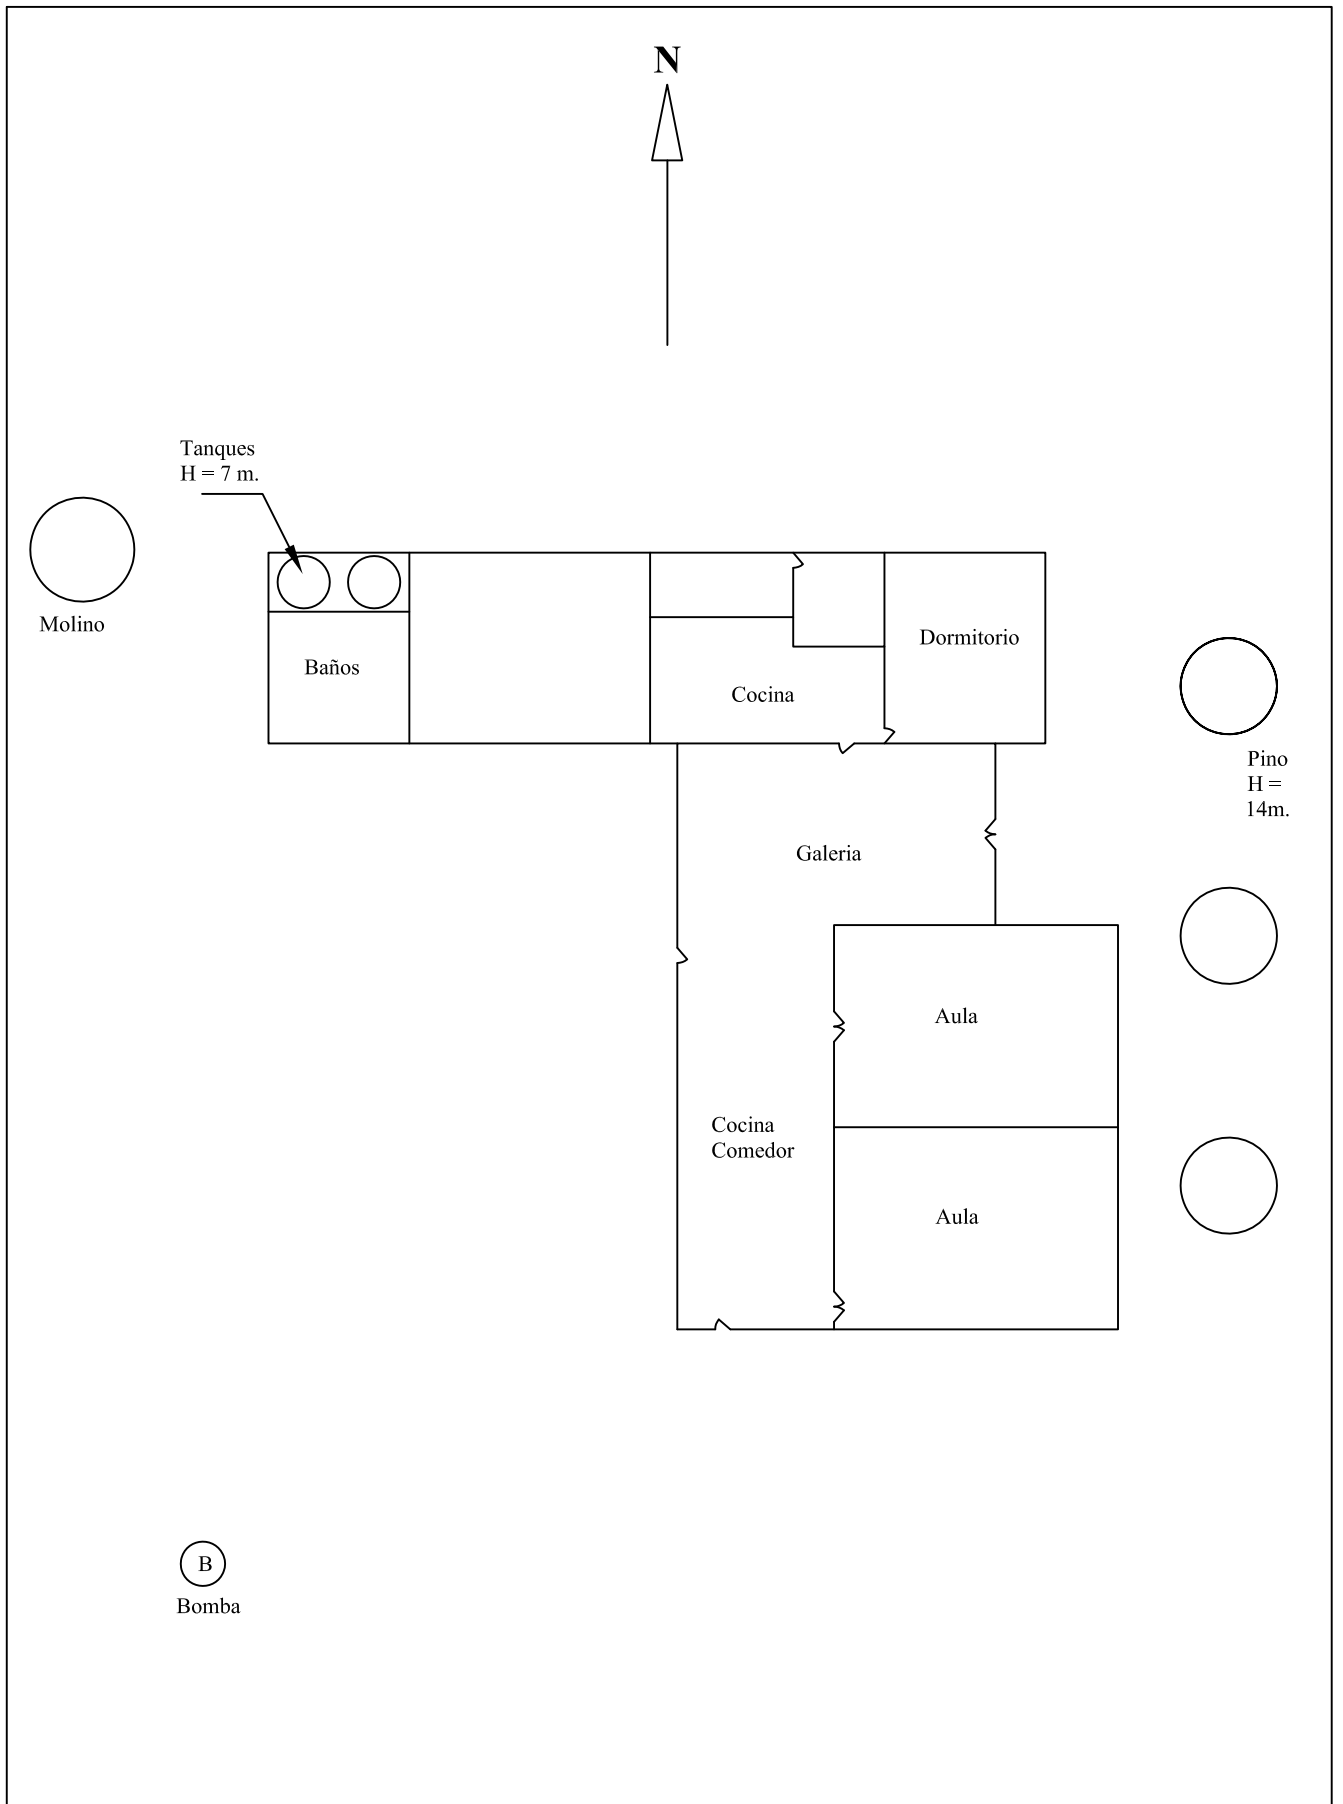 N
Tanques
H = 7 m.
Molino
Baños
Cocina
Dormitorio
Pino
H =
14m.
Galeria
Aula
Cocina
Comedor
Aula
B
Bomba